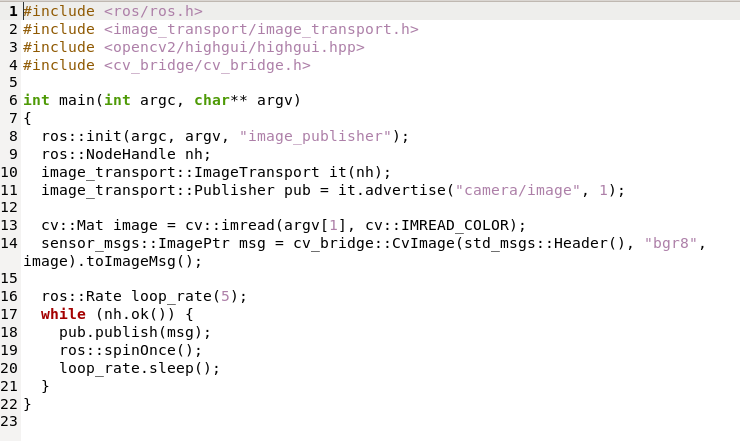 1 #include <ros/ros.h>
2 #include <image_transport/image_transport.h>
3 #include <opencv2/highgui/highgui.hpp>
4 #include <cv_bridge/cv_bridge.h>
5
6 int main(int argc, char** argv)
7 {
8   ros::init(argc, argv, "image_publisher");
9   ros::NodeHandle nh;
10   image_transport::ImageTransport it(nh);
11   image_transport::Publisher pub = it.advertise("camera/image", 1);
12
13   cv::Mat image = cv::imread(argv[1], cv::IMREAD_COLOR);
14   sensor_msgs::ImagePtr msg = cv_bridge::CvImage(std_msgs::Header(), "bgr8",
image).toImageMsg();
15
16   ros::Rate loop_rate(5);
17   while (nh.ok()) {
18     pub.publish(msg);
19     ros::spinOnce();
20     loop_rate.sleep();
21   }
22 }
23